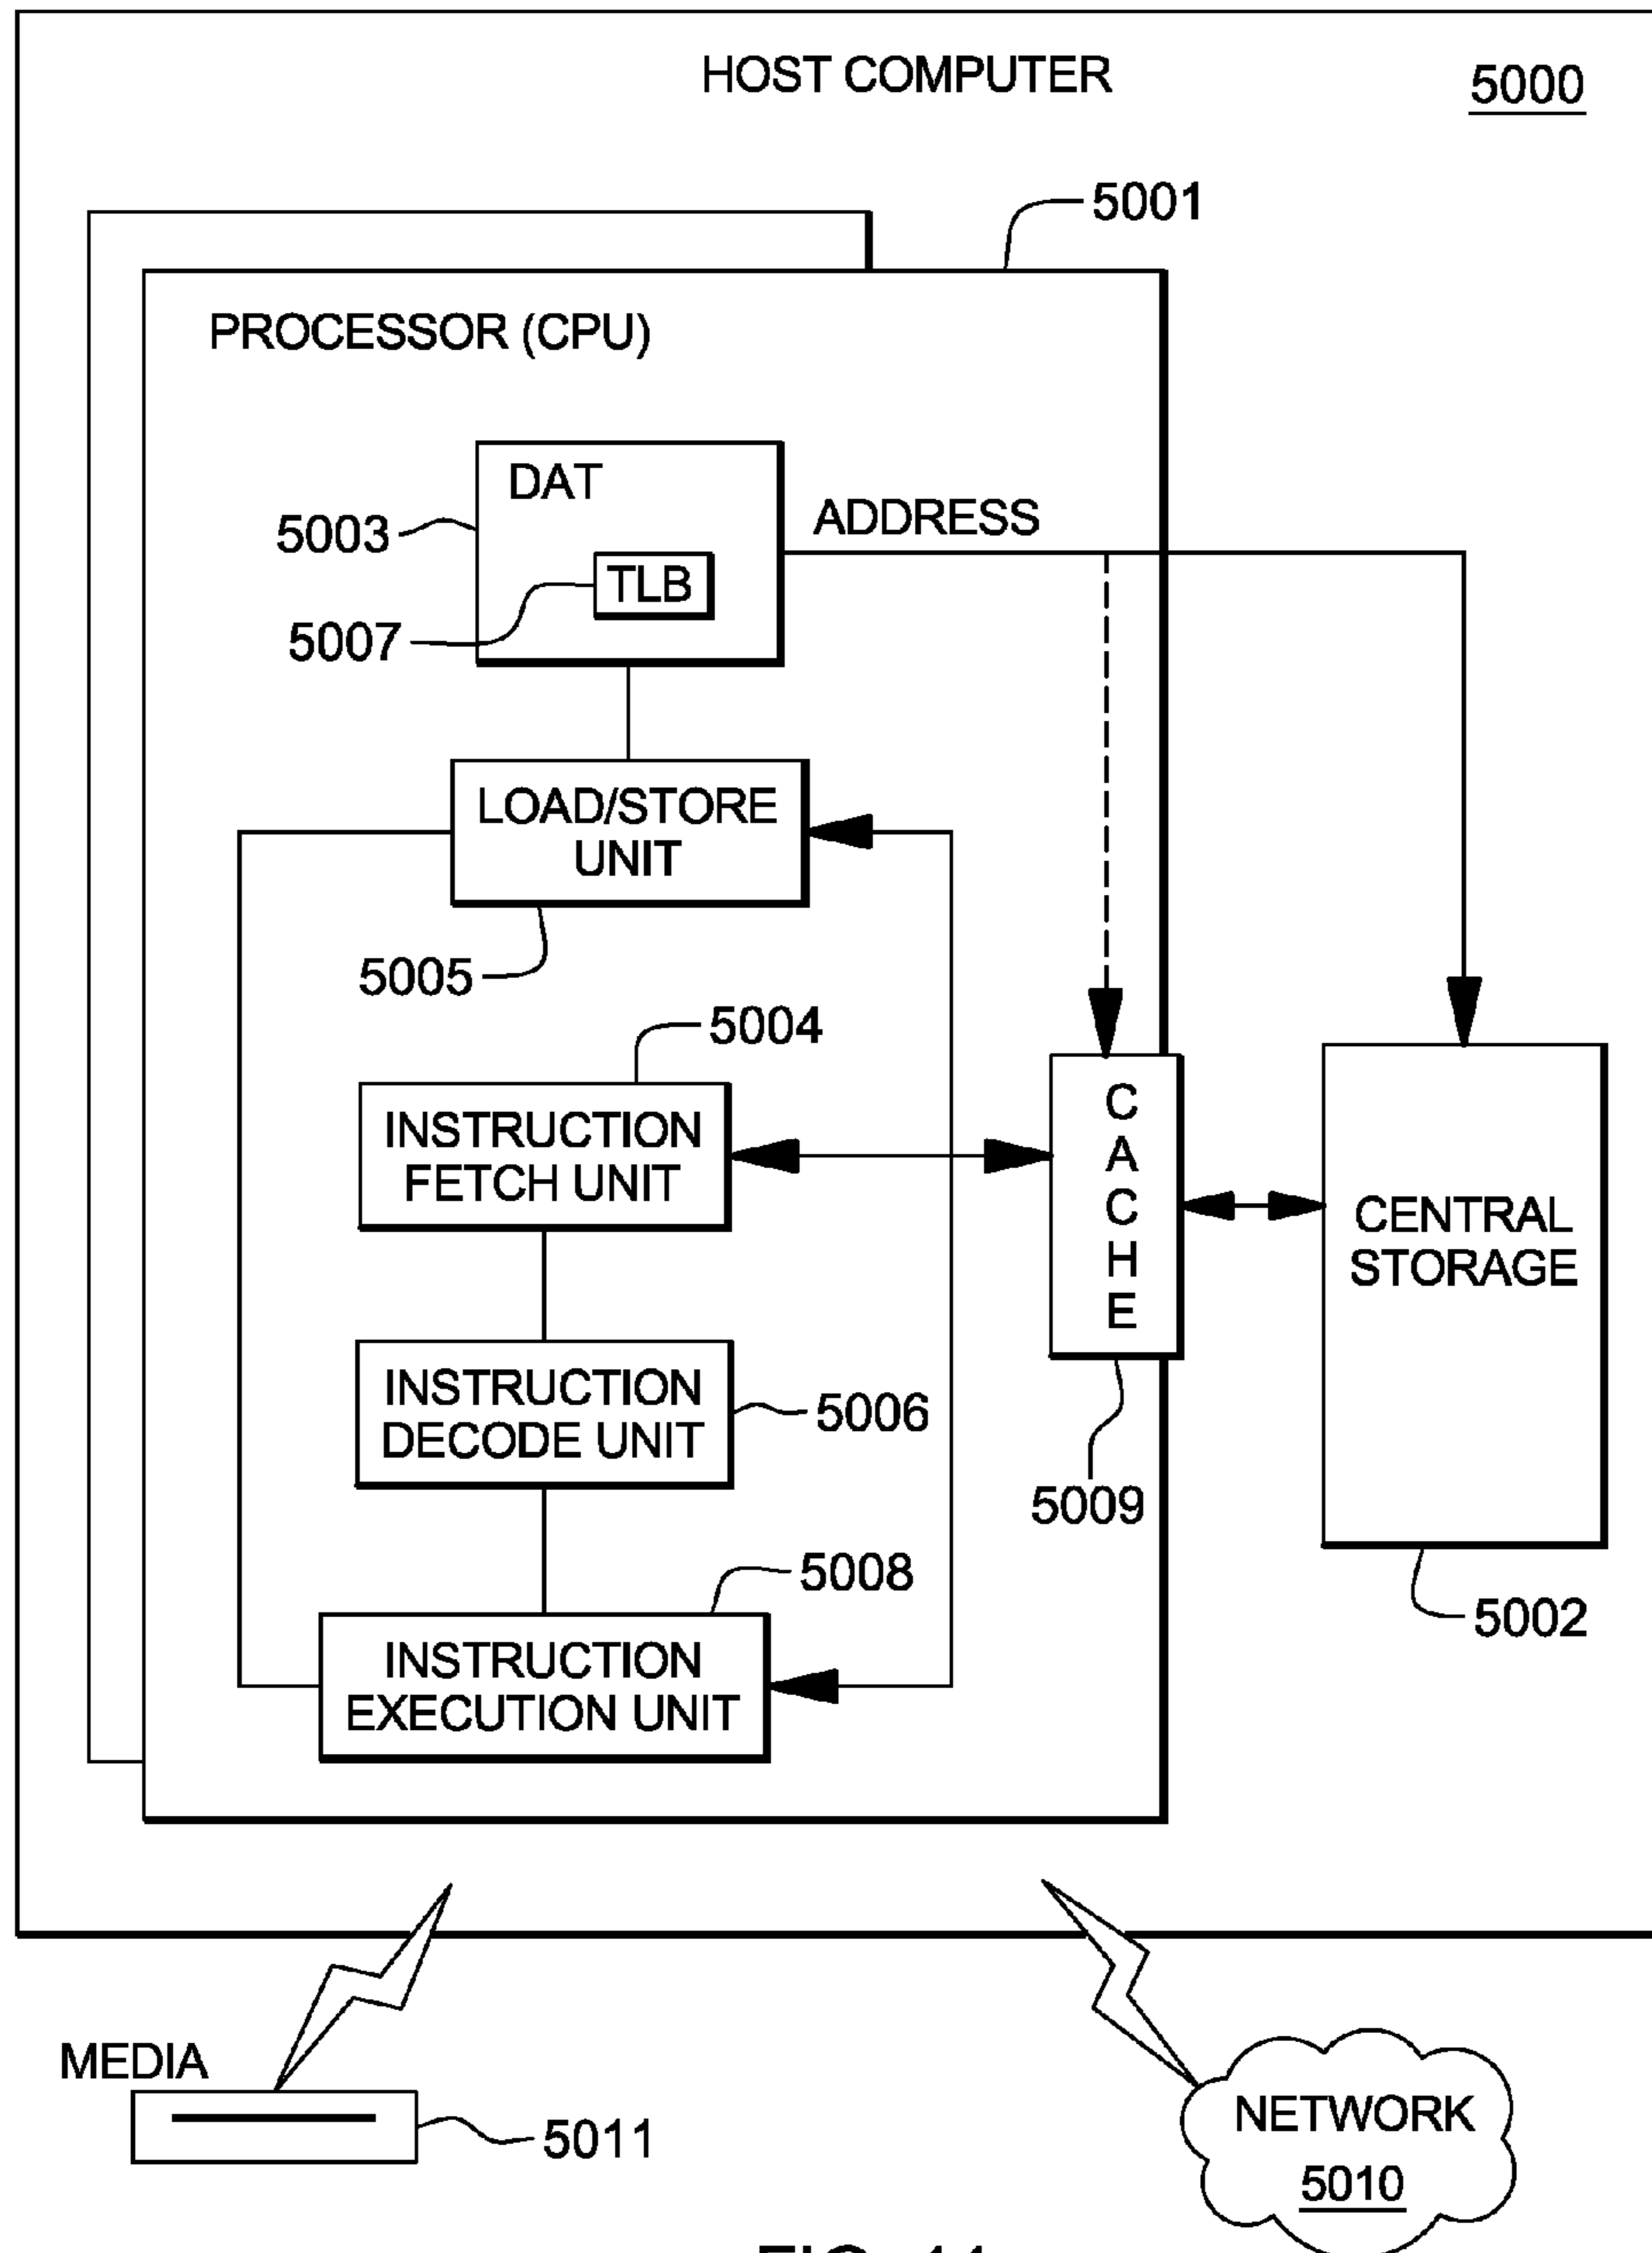 HOST COMPUTER
5000
5001
PROCESSOR (CPU)
DAT
ADDRESS
5003
TLB
5007
LOAD/STORE
UNIT
5005
5004
INSTRUCTION
FETCH UNIT
CACHE
CENTRAL
STORAGE
INSTRUCTION
DECODE UNIT
5006
5009
5008
5002
INSTRUCTION
EXECUTION UNIT
MEDIA
5011
NETWORK
5010